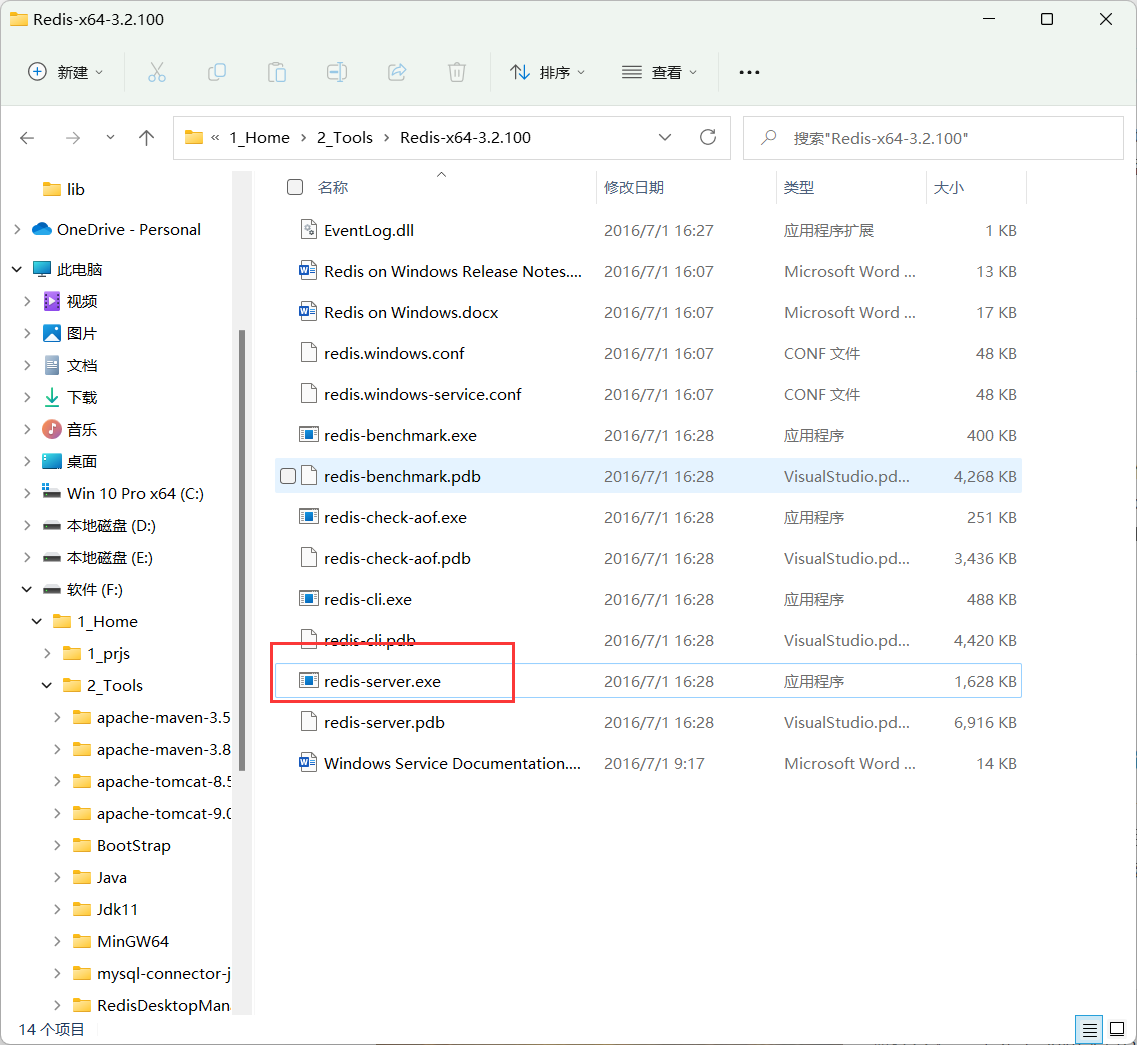 Redis-x64-3.2.100
新建 排序 查看
« 1_Home > 2_Tools > Redis-x64-3.2.100 搜索"Redis-x64-3.2.100"
lib
OneDrive - Personal
此电脑
视频
图片
文档
下载
音乐
桌面
Win 10 Pro x64 (C:)
本地磁盘 (D:)
本地磁盘 (E:)
软件 (F:)
1_Home
1_prjs
2_Tools
apache-maven-3.5
apache-maven-3.8
apache-tomcat-8.5
apache-tomcat-9.0
BootStrap
Java
Jdk11
MinGW64
mysql-connector-j
RedisDesktopMan
名称 修改日期 类型 大小
EventLog.dll 2016/7/1 16:27 应用程序扩展 1 KB
Redis on Windows Release Notes.... 2016/7/1 16:07 Microsoft Word ... 13 KB
Redis on Windows.docx 2016/7/1 16:07 Microsoft Word ... 17 KB
redis.windows.conf 2016/7/1 16:07 CONF 文件 48 KB
redis.windows-service.conf 2016/7/1 16:07 CONF 文件 48 KB
redis-benchmark.exe 2016/7/1 16:28 应用程序 400 KB
redis-benchmark.pdb 2016/7/1 16:28 VisualStudio.pd... 4,268 KB
redis-check-aof.exe 2016/7/1 16:28 应用程序 251 KB
redis-check-aof.pdb 2016/7/1 16:28 VisualStudio.pd... 3,436 KB
redis-cli.exe 2016/7/1 16:28 应用程序 488 KB
redis-cli.pdb 2016/7/1 16:28 VisualStudio.pd... 4,420 KB
redis-server.exe 2016/7/1 16:28 应用程序 1,628 KB
redis-server.pdb 2016/7/1 16:28 VisualStudio.pd... 6,916 KB
Windows Service Documentation.... 2016/7/1 9:17 Microsoft Word ... 14 KB
14 个项目